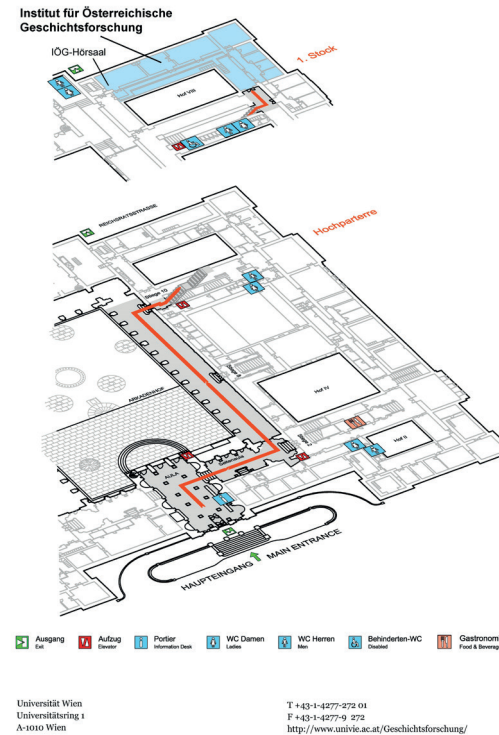 Institut für Österreichische
Geschichtsforschung
IÖG-Hörsaal
1. Stock
Hof VIII
REICHSRATSSTRASSE
Hochparterre
Stiege 10
Hof IV
ARKADENHOF
Stiege 7
Hof II
AULA
HAUPTEINGANG
MAIN ENTRANCE
Ausgang
Exit
Aufzug
Elevator
Portier
Information Desk
WC Damen
Ladies
WC Herren
Men
Behinderten-WC
Disabled
Gastronom
Food & Beverag
Universität Wien
Universitätsring 1
A-1010 Wien
T +43-1-4277-272 01
F +43-1-4277-9 272
http://www.univie.ac.at/Geschichtsforschung/